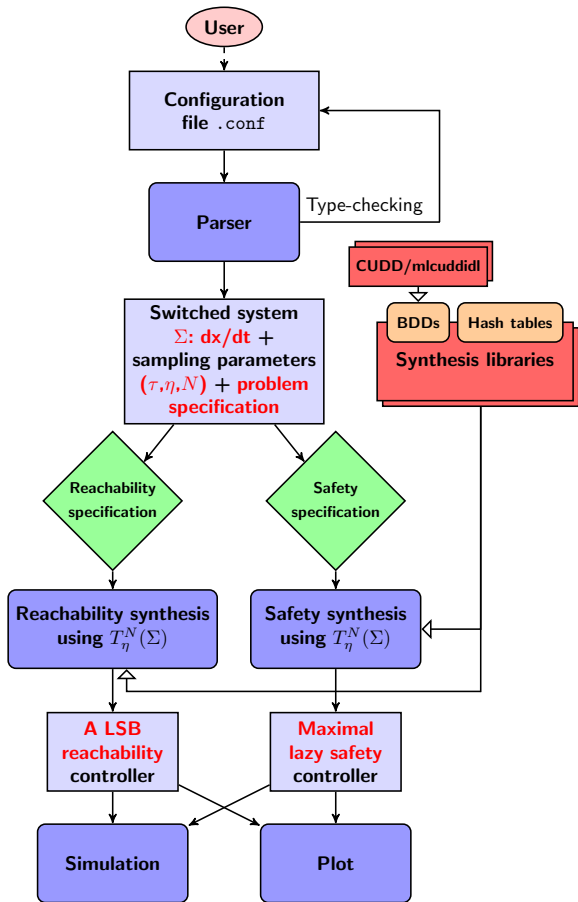 User
Configuration
file .conf
Type-checking
Parser
CUDD/mlcuddidl
BDDs
Hash tables
Synthesis libraries
Switched system
Σ: dx/dt +
sampling parameters
(τ,η,N) + problem
specification
Reachability
specification
Safety
specification
Reachability synthesis
using T_η^N(Σ)
Safety synthesis
using T_η^N(Σ)
A LSB
reachability
controller
Maximal
lazy safety
controller
Simulation
Plot